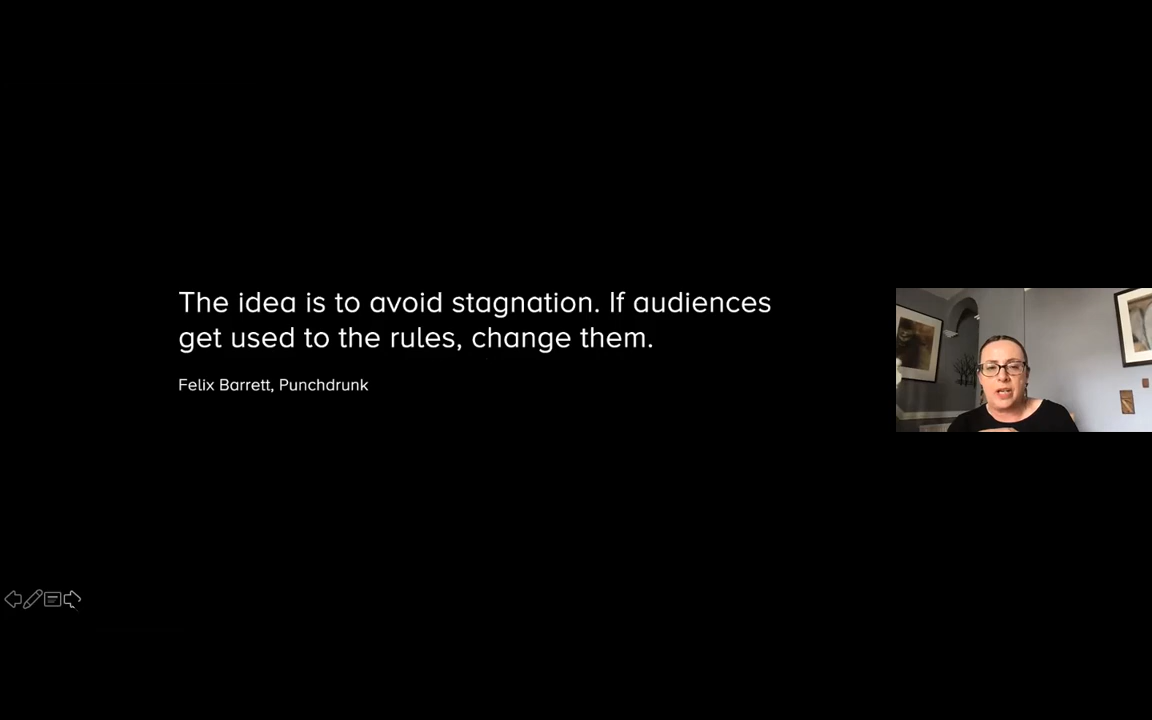 The idea is to avoid stagnation. If audiences
get used to the rules, change them.
Felix Barrett, Punchdrunk